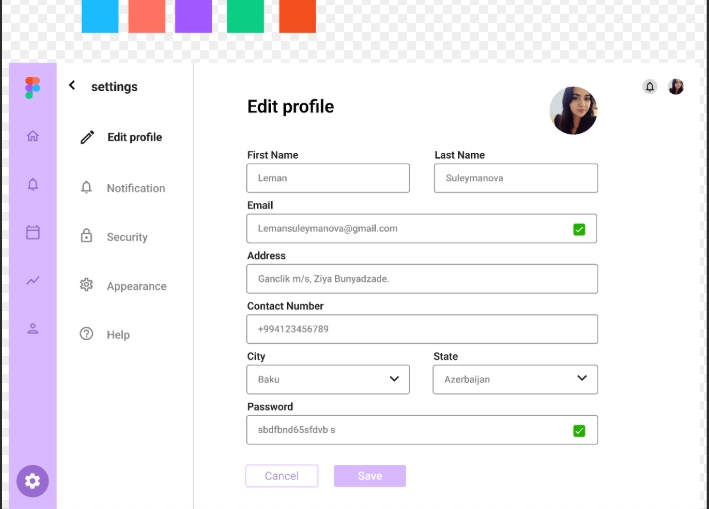 settings
Edit profile
Notification
Security
Appearance
Help
Edit profile
First Name
Last Name
Leman
Suleymanova
Email
Lemansuleymanova@gmail.com
Address
Ganclik m/s, Ziya Bunyadzade.
Contact Number
+994123456789
City
State
Baku
Azerbaijan
Password
sbdfbnd65sfdvb s
Cancel
Save